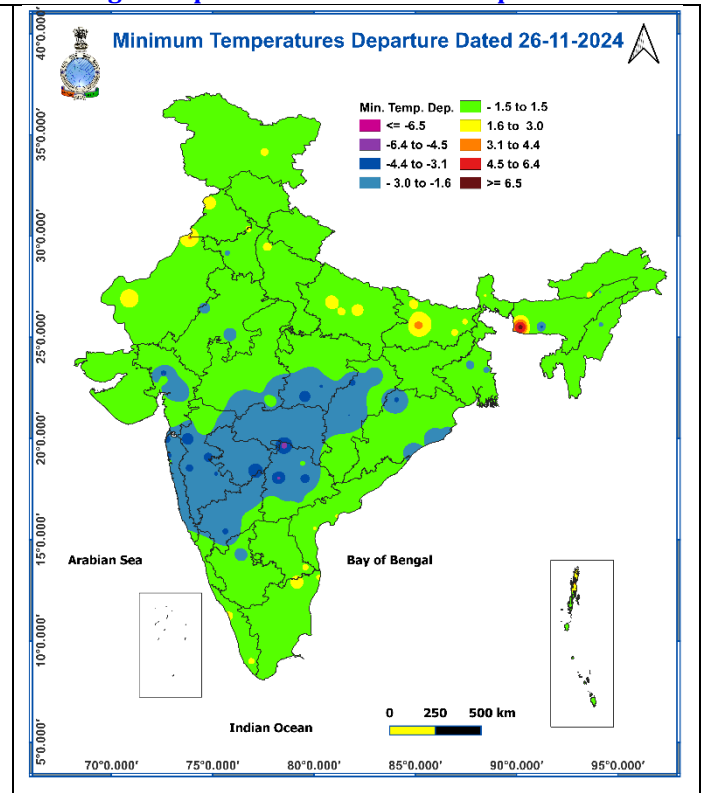 Minimum Temperatures Departure Dated 26-11-2024
Min. Temp. Dep.
<= -6.5
-6.4 to -4.5
-4.4 to -3.1
- 3.0 to -1.6
- 1.5 to 1.5
1.6 to 3.0
3.1 to 4.4
4.5 to 6.4
>= 6.5
40°0.000'
35°0.000'
30°0.000'
25°0.000'
20°0.000'
15°0.000'
10°0.000'
5°0.000'
Arabian Sea
Bay of Bengal
Indian Ocean
0 250 500 km
70°0.000' 75°0.000' 80°0.000' 85°0.000' 90°0.000' 95°0.000'